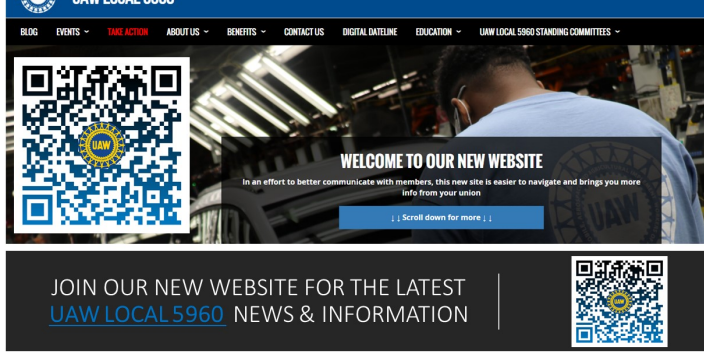 UAW LOCAL 5960
BLOG EVENTS TAKE ACTION ABOUT US BENEFITS CONTACT US DIGITAL DATELINE EDUCATION UAW LOCAL 5960 STANDING COMMITTEES
UAW
WELCOME TO OUR NEW WEBSITE
In an effort to better communicate with members, this new site is easier to navigate and brings you more
info from your union
↓↓ Scroll down for more ↓↓
UAW
JOIN OUR NEW WEBSITE FOR THE LATEST
UAW LOCAL 5960 NEWS & INFORMATION
UAW